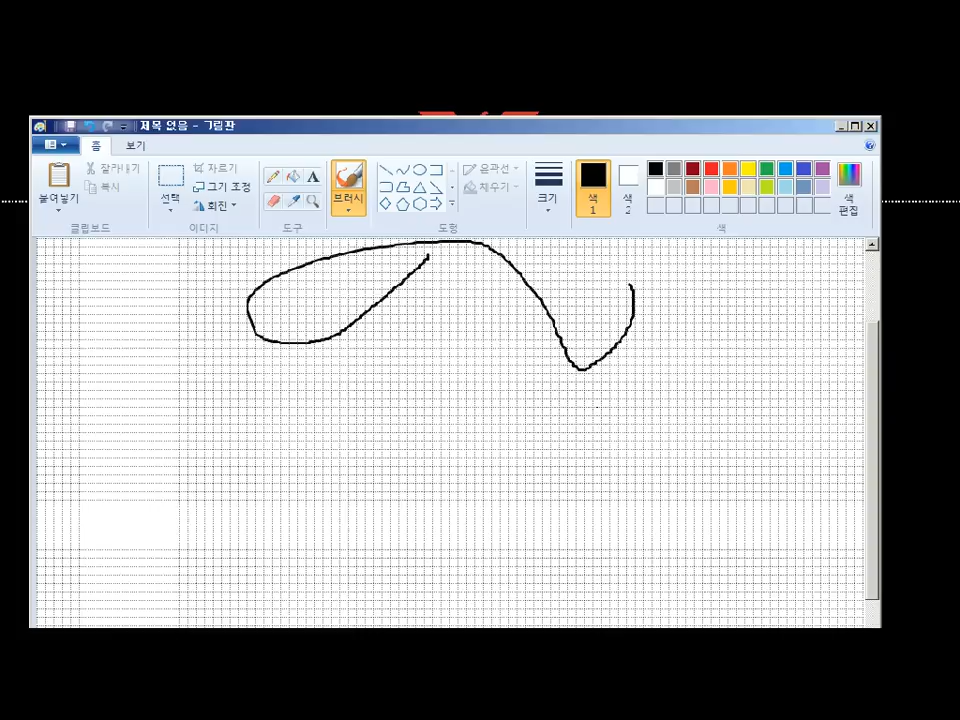 제목 없음 - 그림판
홈 보기
붙여넣기
잘라내기
복사
클립보드
선택
자르기
크기 조정
회전
이미지
A
도구
브러시
윤곽선
채우기
도형
크기
색
1
색
2
색
편집
색